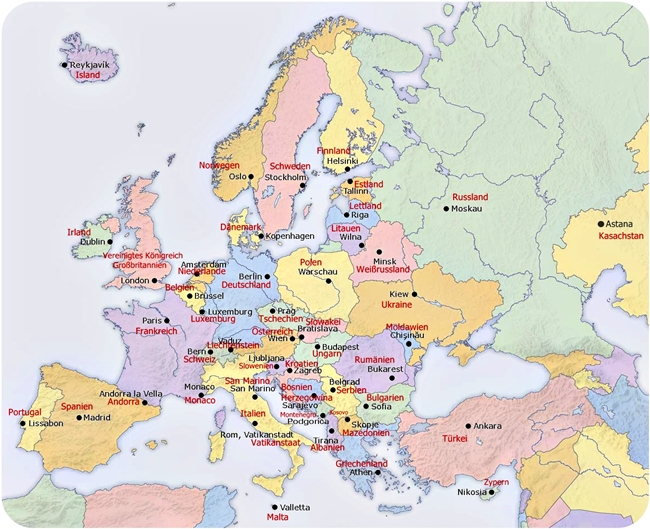 Reykjavík
Island
Norwegen
Oslo
Schweden
Stockholm
Finnland
Helsinki
Estland
Tallinn
Lettland
Riga
Litauen
Wilna
Russland
Moskau
Astana
Kasachstan
Irland
Dublin
Vereinigtes Königreich
Großbritannien
London
Dänemark
Kopenhagen
Minsk
Weißrussland
Amsterdam
Niederlande
Belgien
Brüssel
Berlin
Deutschland
Polen
Warschau
Kiew
Ukraine
Luxemburg
Luxemburg
Paris
Frankreich
Prag
Tschechien
Slowakei
Bratislava
Österreich
Wien
Vaduz
Liechtenstein
Bern
Schweiz
Budapest
Ungarn
Moldawien
Chișinău
Ljubljana
Slowenien
Kroatien
Zagreb
Rumänien
Bukarest
Monaco
Monaco
San Marino
San Marino
Bosnien
Herzegovina
Sarajevo
Belgrad
Serbien
Bulgarien
Sofia
Andorra la Vella
Andorra
Portugal
Lissabon
Spanien
Madrid
Italien
Rom, Vatikanstadt
Vatikanstaat
Montenegro
Podgorica
Kosovo
Skopje
Mazedonien
Tirana
Albanien
Griechenland
Athen
Ankara
Türkei
Zypern
Nikosia
Valletta
Malta